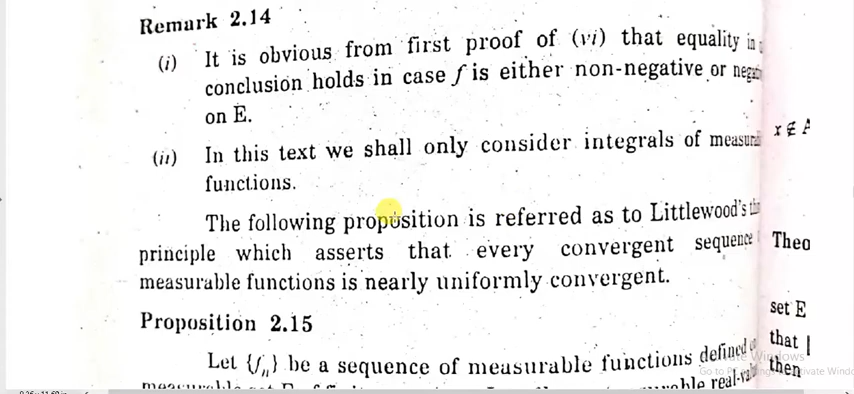 Remark 2.14
(i) It is obvious from first proof of (vi) that equality in
conclusion holds in case f is either non-negative or
on E.
(ii) In this text we shall only consider integrals of
functions.
x ∉ A
The following proposition is referred as to Littlewood's
principle which asserts that every convergent sequence
measurable functions is nearly uniformly convergent.
Theo
Proposition 2.15
set E
that
then
Let {fn} be a sequence of measurable functions defined
Activate Windows